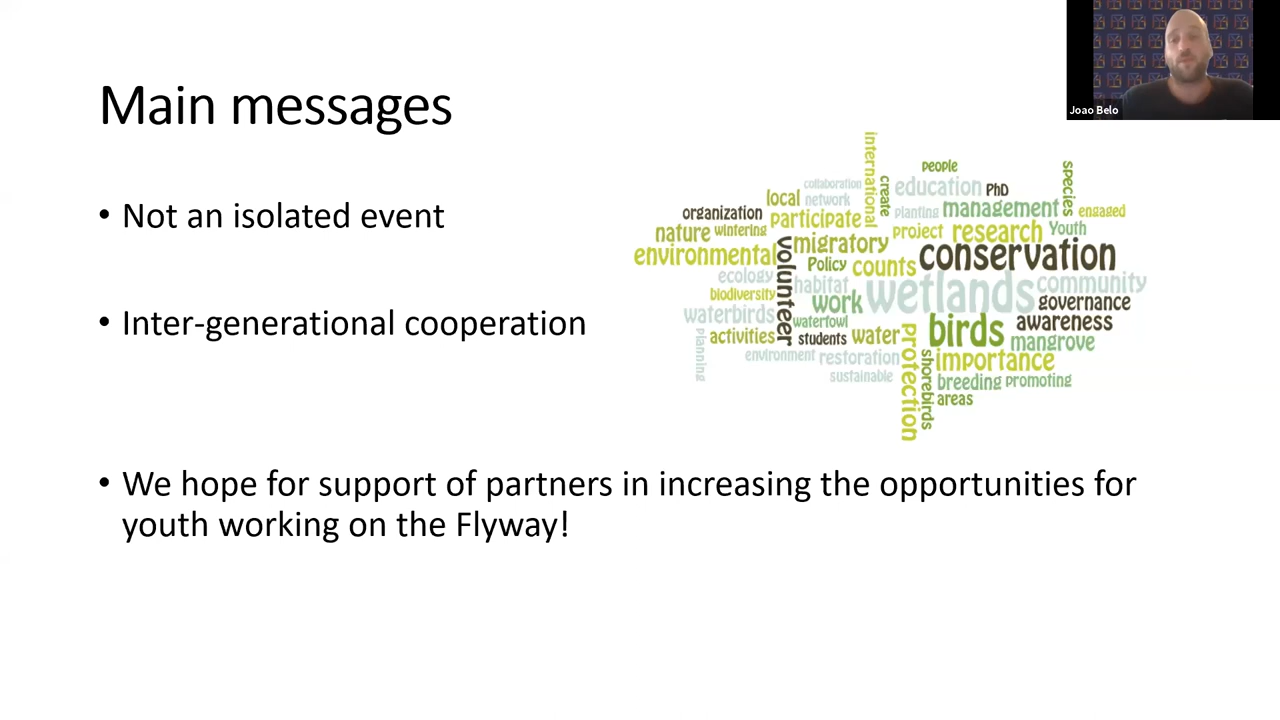 Joao Belo
Main messages
• Not an isolated event
• Inter-generational cooperation
international
people
species
collaboration
create
education
PhD
local
network
organization
participate
planting
management
engaged
nature
wintering
project
research
Youth
environmental
volunteer
migratory
Policy
counts
conservation
ecology
habitat
wetlands
community
biodiversity
work
governance
waterbirds
waterfowl
birds
awareness
planning
activities
students
water
protection
mangrove
environment
restoration
shorebirds
importance
sustainable
breeding
promoting
areas
• We hope for support of partners in increasing the opportunities for
youth working on the Flyway!